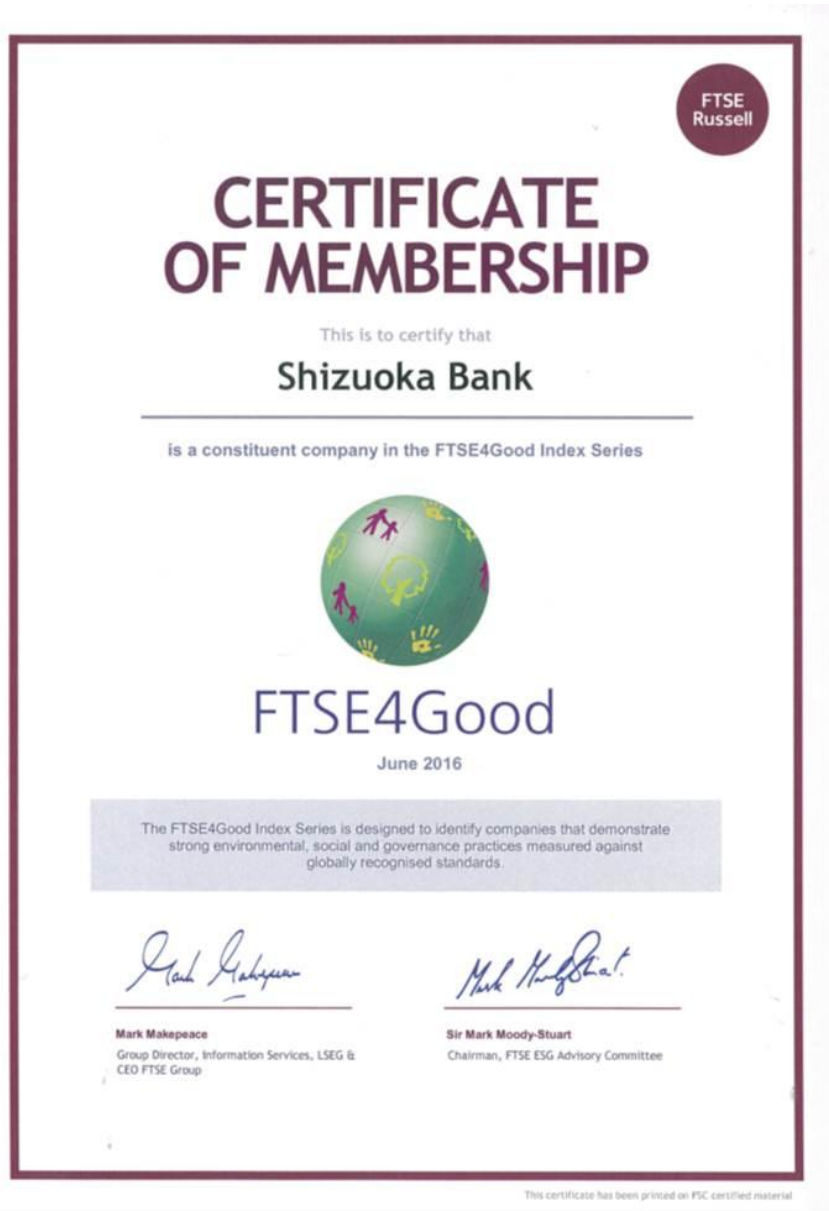 FTSE
Russell
CERTIFICATE
OF MEMBERSHIP
This is to certify that
Shizuoka Bank
is a constituent company in the FTSE4Good Index Series
FTSE4Good
June 2016
The FTSE4Good Index Series is designed to identify companies that demonstrate
strong environmental, social and governance practices measured against
globally recognised standards.
Mark Makepeace
Group Director, Information Services, LSEG &
CEO FTSE Group
Sir Mark Moody-Stuart
Chairman, FTSE ESG Advisory Committee
This certificate has been printed on FSC certified material